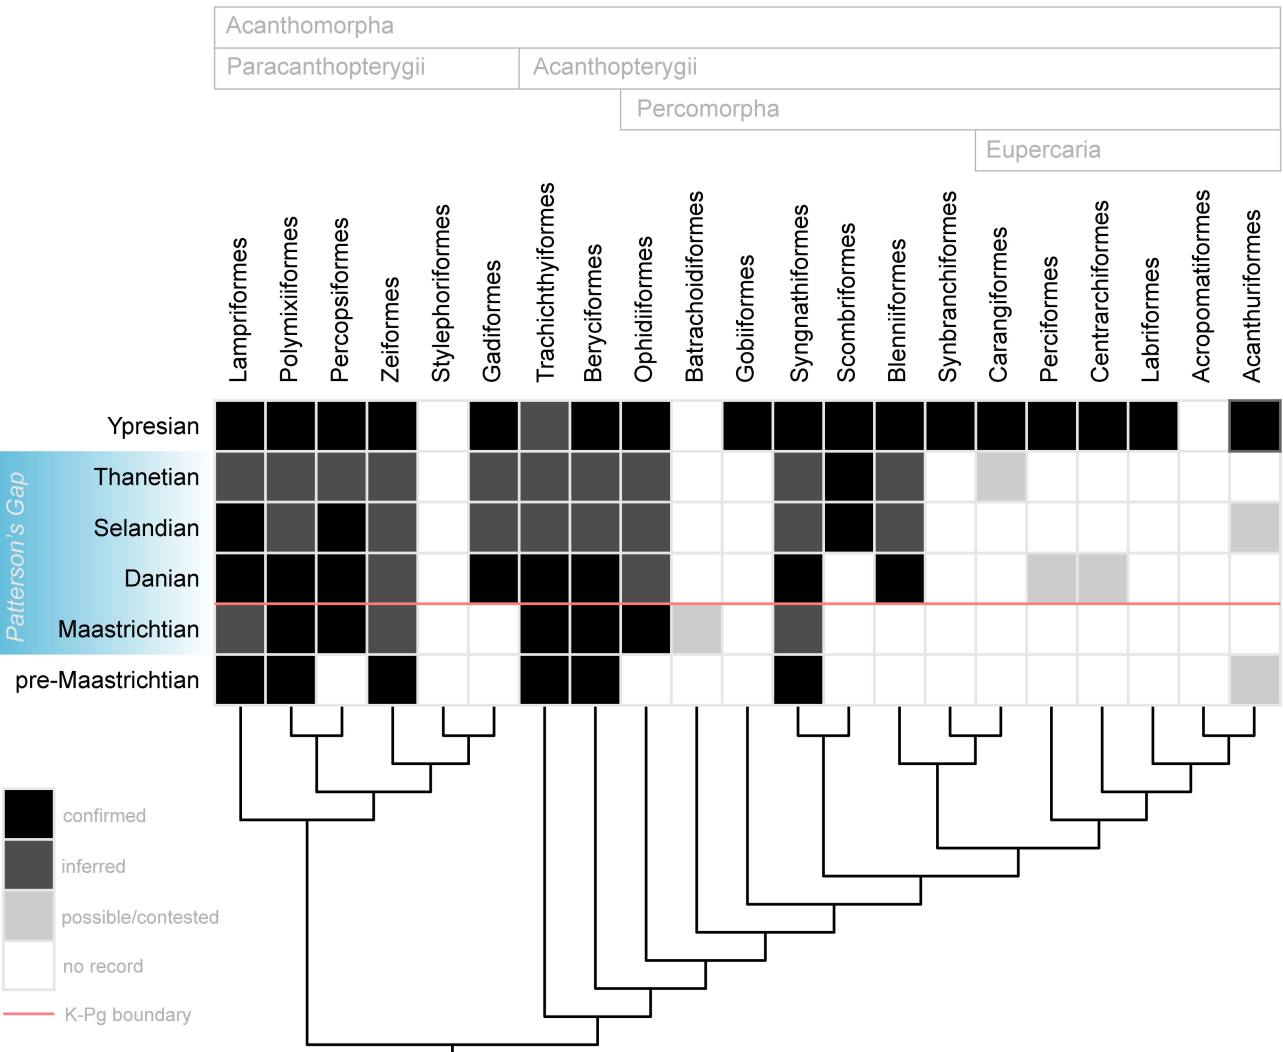 Acanthomorpha
Paracanthopterygii
Acanthopterygii
Percomorpha
Eupercaria
Lampriformes
Polymixiiformes
Percopsiformes
Zeiformes
Stylephoriformes
Gadiformes
Trachichthyiformes
Beryciformes
Ophidiiformes
Batrachoidiformes
Gobiiformes
Syngnathiformes
Scombriformes
Blenniiformes
Synbranchiformes
Carangiformes
Perciformes
Centrarchiformes
Labriformes
Acropomatiformes
Acanthuriformes
Patterson's Gap
Ypresian
Thanetian
Selandian
Danian
Maastrichtian
pre-Maastrichtian
confirmed
inferred
possible/contested
no record
K-Pg boundary